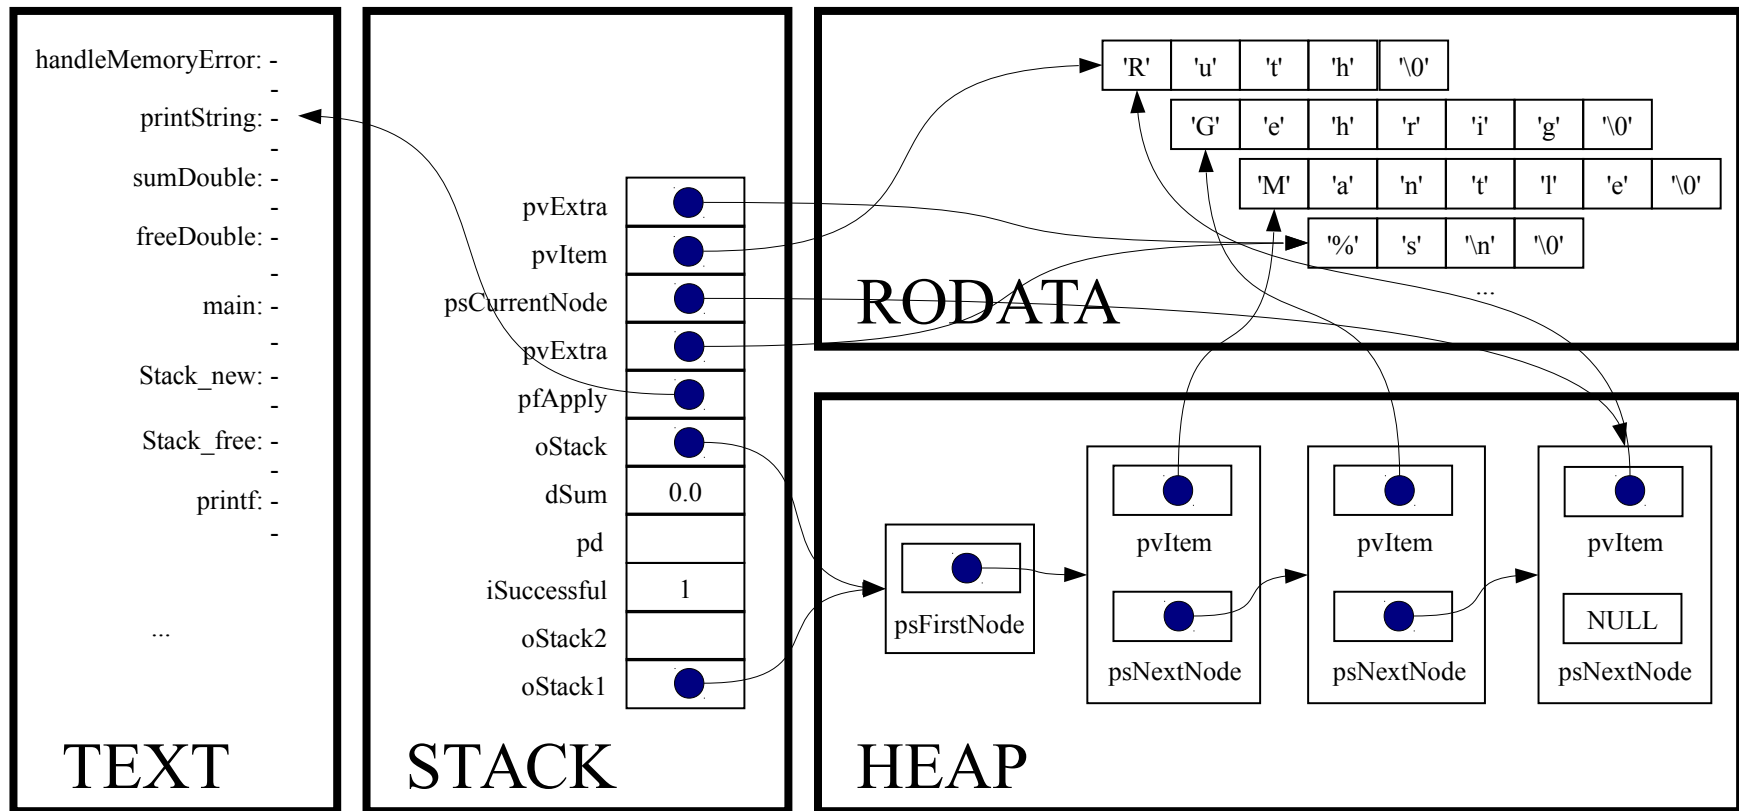 handleMemoryError: -
-
printString: -
-
sumDouble: -
-
freeDouble: -
-
main: -
-
Stack_new: -
-
Stack_free: -
-
printf: -
-
...
TEXT
pvExtra
pvItem
psCurrentNode
pvExtra
pfApply
oStack
dSum 0.0
pd
iSuccessful 1
oStack2
oStack1
STACK
'R' 'u' 't' 'h' '\0'
'G' 'e' 'h' 'r' 'i' 'g' '\0'
'M' 'a' 'n' 't' 'l' 'e' '\0'
'%' 's' '\n' '\0'
...
RODATA
psFirstNode
pvItem
psNextNode
pvItem
psNextNode
pvItem
NULL
psNextNode
HEAP